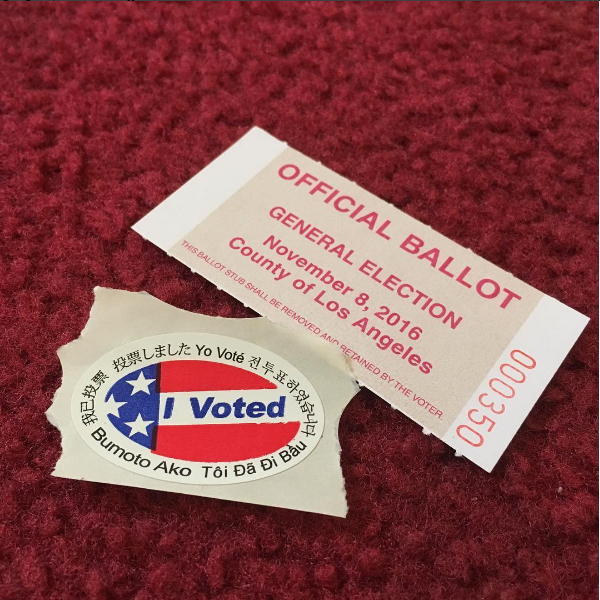 OFFICIAL BALLOT
GENERAL ELECTION
November 8, 2016
County of Los Angeles
THIS BALLOT STUB SHALL BE REMOVED AND RETAINED BY THE VOTER.
000350
我已投票 投票しました Yo Voté 전 투표하였습니다
I Voted
Bumoto Ako Tôi Đã Đi Bầu